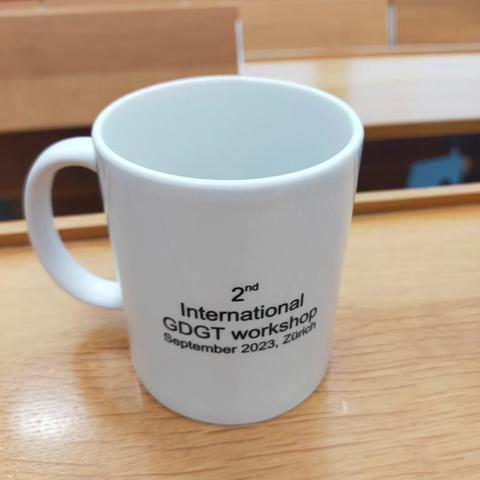 2nd
International
GDGT workshop
September 2023, Zürich